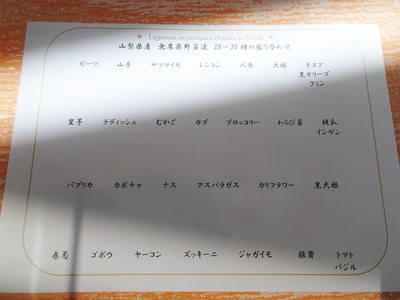 ★ Légumes organiques chauds et froids ★
山梨県産 無農薬野菜達 28~30種の盛り合わせ
ビーツ 山芋 サツマイモ レンコン 人参 大根 キヌア
黒オリーブ
クミン
里芋 ラディッシュ むかご カブ ブロッコリー わらび菜 胡瓜
インゲン
パプリカ カボチャ ナス アスパラガス カリフラワー 黒大根
赤蕪 ゴボウ ヤーコン ズッキーニ ジャガイモ 椎茸 トマト
バジル